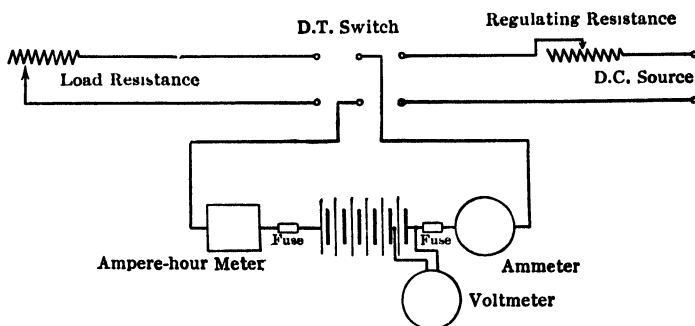 D.T. Switch
Regulating Resistance
Load Resistance
D.C. Source
Fuse
Fuse
Ampere-hour Meter
Ammeter
Voltmeter